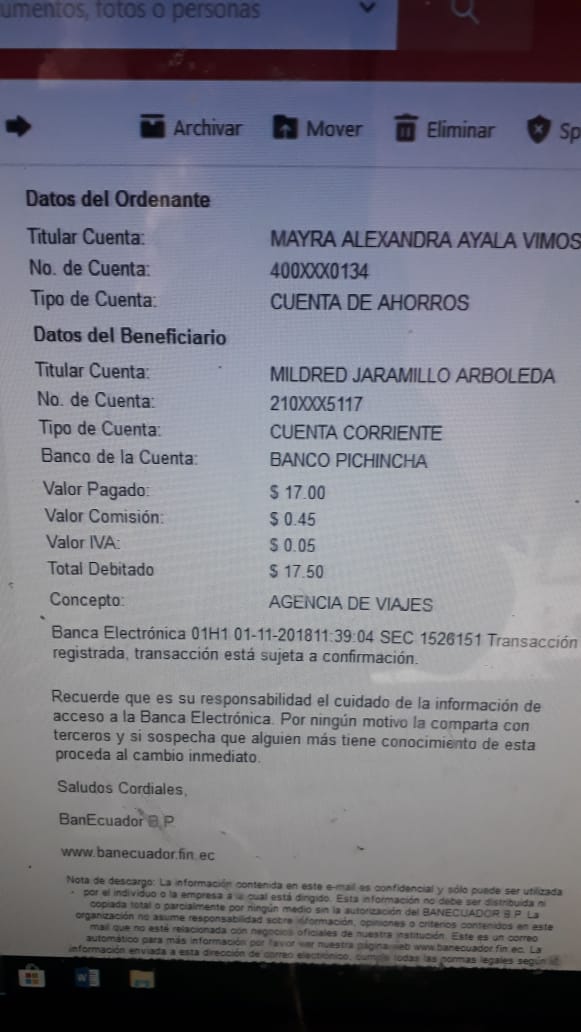 umentos, fotos o personas
Archivar Mover Eliminar Sp
Datos del Ordenante
Titular Cuenta: MAYRA ALEXANDRA AYALA VIMOS
No. de Cuenta: 400XXX0134
Tipo de Cuenta: CUENTA DE AHORROS
Datos del Beneficiario
Titular Cuenta: MILDRED JARAMILLO ARBOLEDA
No. de Cuenta: 210XXX5117
Tipo de Cuenta: CUENTA CORRIENTE
Banco de la Cuenta: BANCO PICHINCHA
Valor Pagado: $ 17.00
Valor Comisión: $ 0.45
Valor IVA: $ 0.05
Total Debitado $ 17.50
Concepto: AGENCIA DE VIAJES
Banca Electrónica 01H1 01-11-201811:39:04 SEC 1526151 Transacción
registrada, transacción está sujeta a confirmación.
Recuerde que es su responsabilidad el cuidado de la información de
acceso a la Banca Electrónica. Por ningún motivo la comparta con
terceros y si sospecha que alguien más tiene conocimiento de esta
proceda al cambio inmediato.
Saludos Cordiales,
BanEcuador B.P.
www.banecuador.fin.ec
Nota de descargo: La información contenida en este e-mail es confidencial y sólo puede ser utilizada
por el individuo o la empresa a la cual está dirigido. Esta información no debe ser distribuida ni
copiada total o parcialmente por ningún medio sin la autorización del BANECUADOR B.P. La
organización no asume responsabilidad sobre información, opiniones o criterios contenidos en este
mail que no esté relacionada con negocios oficiales de nuestra institución. Este es un correo
automático para más información por favor ver nuestra página web www.banecuador.fin.ec. La
información enviada a esta dirección de correo electrónico, cumple todas las normas legales según